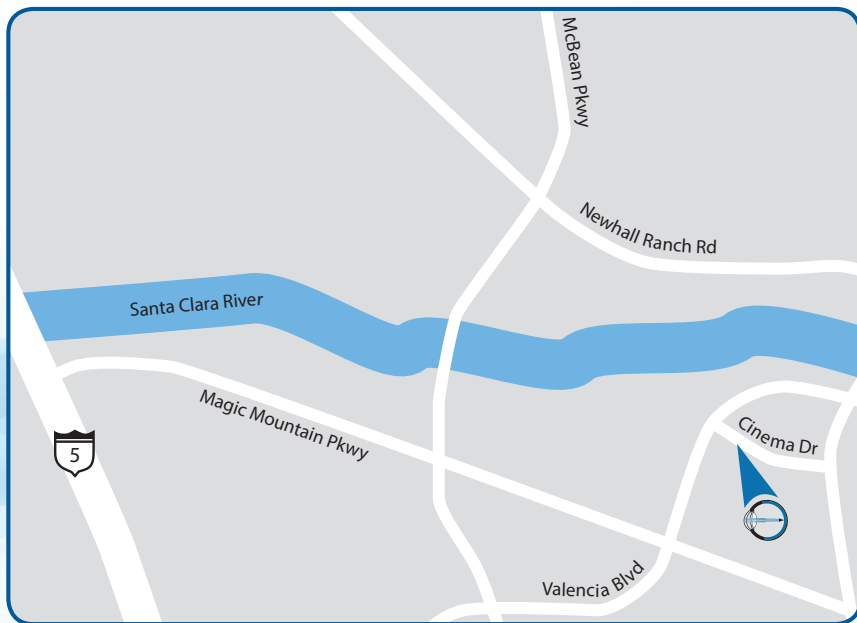 McBean Pkwy
Newhall Ranch Rd
Santa Clara River
Magic Mountain Pkwy
Cinema Dr
5
Valencia Blvd